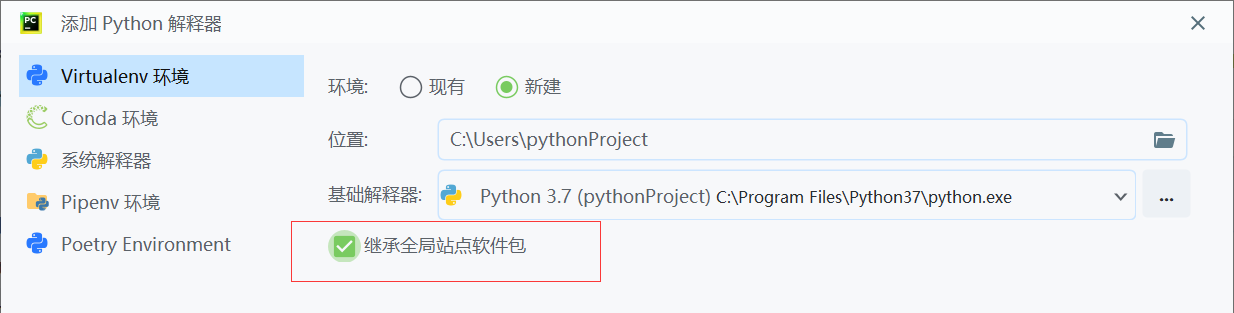 PC 添加 Python 解释器
Virtualenv 环境
Conda 环境
系统解释器
Pipenv 环境
Poetry Environment
环境: 现有 新建
位置: C:\Users\pythonProject
基础解释器: Python 3.7 (pythonProject) C:\Program Files\Python37\python.exe ...
继承全局站点软件包